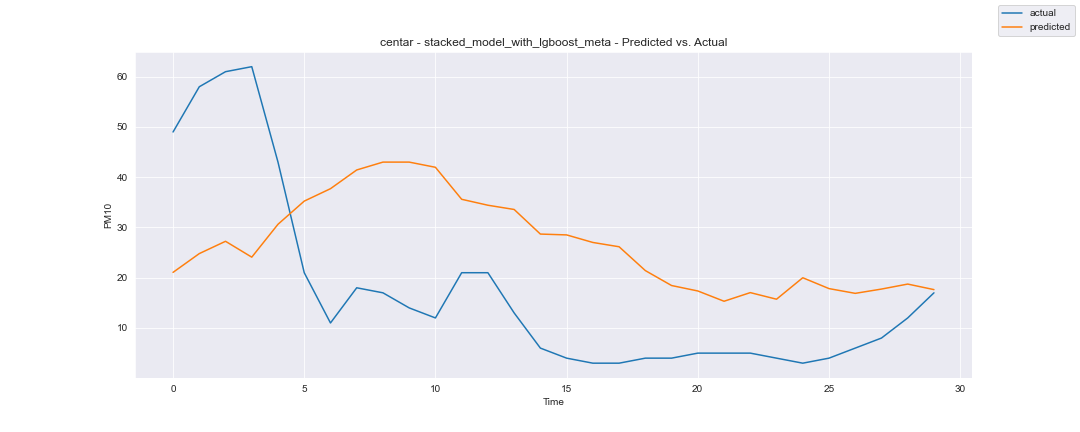 actual
predicted
centar - stacked_model_with_lgboost_meta - Predicted vs. Actual
60
50
40
30
20
10
PM10
0 5 10 15 20 25 30
Time